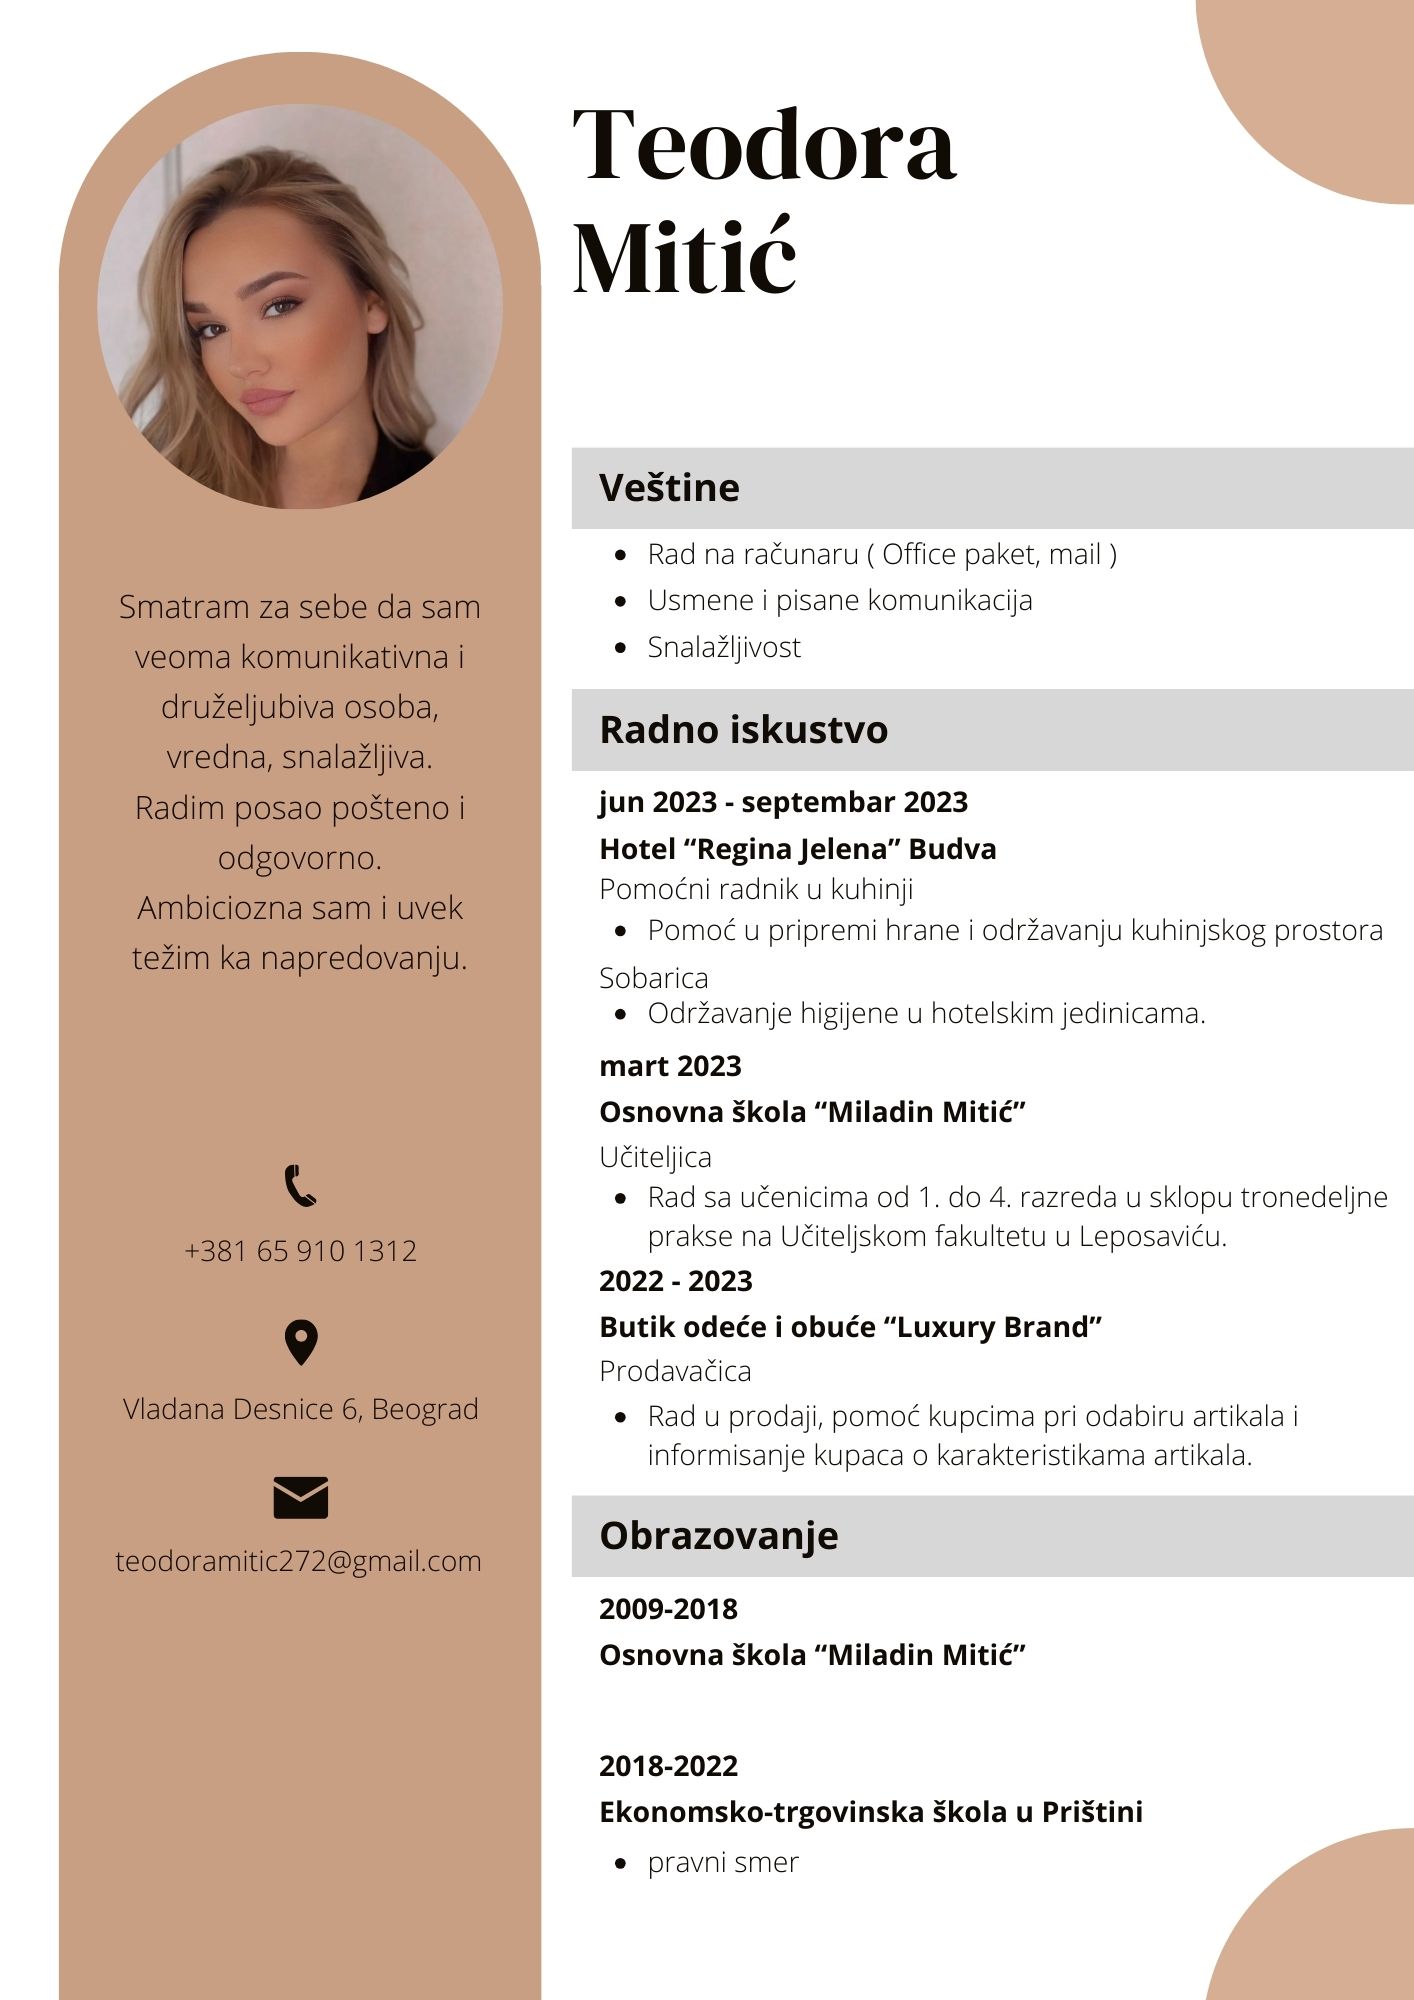 Teodora
Mitić
Smatram za sebe da sam
veoma komunikativna i
druželjubiva osoba,
vredna, snalažljiva.
Radim posao pošteno i
odgovorno.
Ambiciozna sam i uvek
težim ka napredovanju.
+381 65 910 1312
Vladana Desnice 6, Beograd
teodoramitic272@gmail.com
Veštine
• Rad na računaru ( Office paket, mail )
• Usmene i pisane komunikacija
• Snalažljivost
Radno iskustvo
jun 2023 - septembar 2023
Hotel “Regina Jelena” Budva
Pomoćni radnik u kuhinji
• Pomoć u pripremi hrane i održavanju kuhinjskog prostora
Sobarica
• Održavanje higijene u hotelskim jedinicama.
mart 2023
Osnovna škola “Miladin Mitić”
Učiteljica
• Rad sa učenicima od 1. do 4. razreda u sklopu tronedeljne
prakse na Učiteljskom fakultetu u Leposaviću.
2022 - 2023
Butik odeće i obuće “Luxury Brand”
Prodavačica
• Rad u prodaji, pomoć kupcima pri odabiru artikala i
informisanje kupaca o karakteristikama artikala.
Obrazovanje
2009-2018
Osnovna škola “Miladin Mitić”
2018-2022
Ekonomsko-trgovinska škola u Prištini
• pravni smer